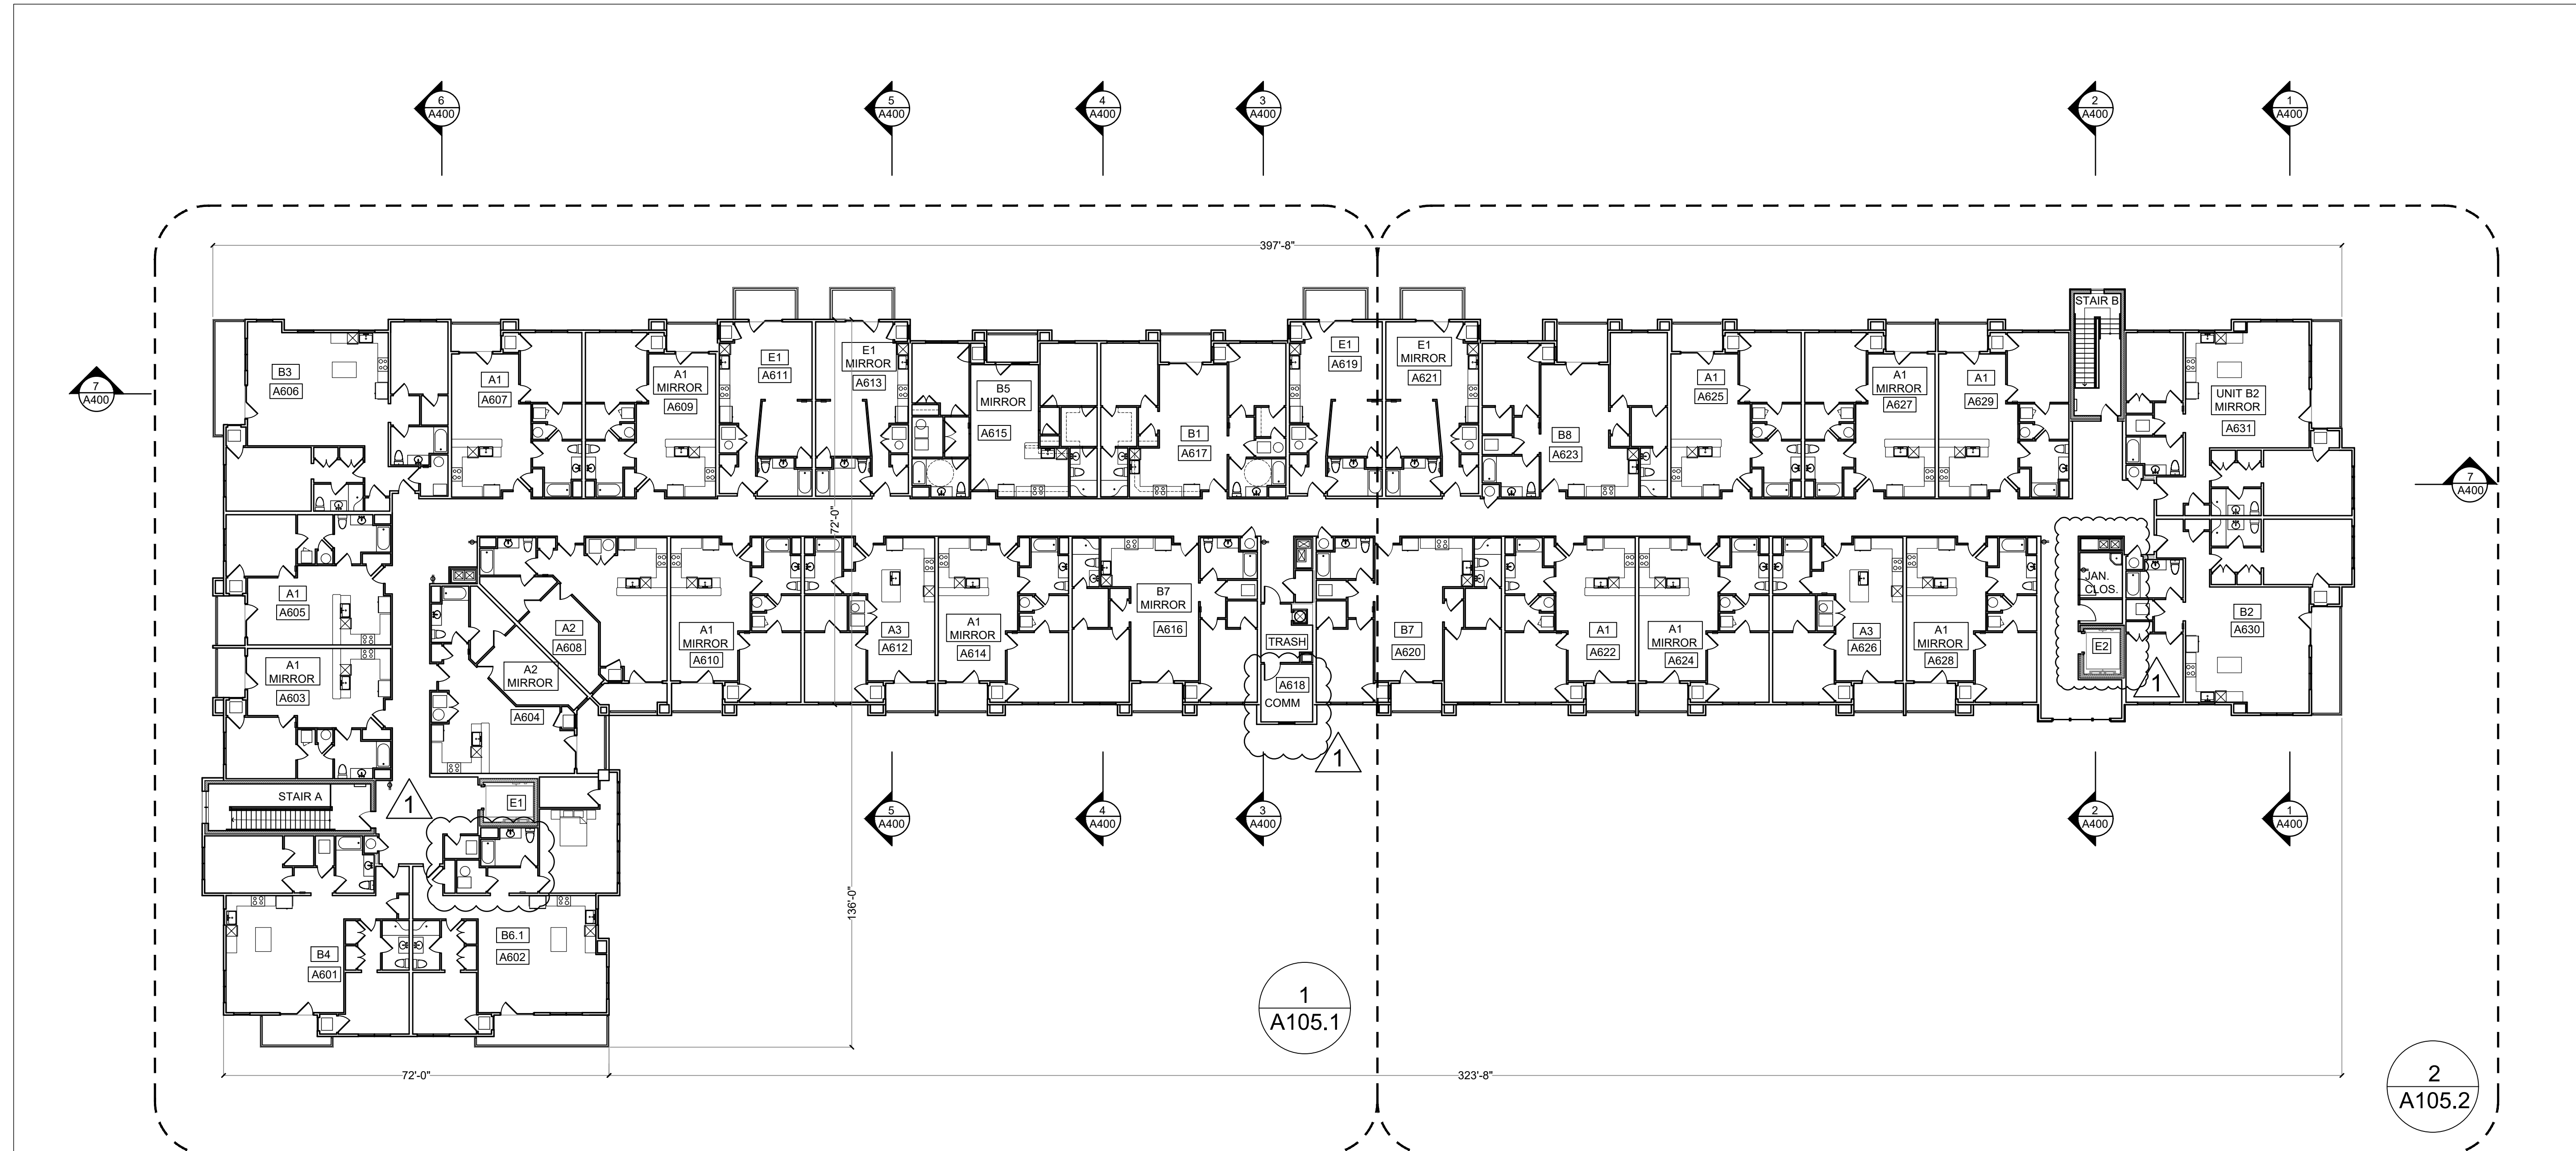 6
A400
5
A400
4
A400
3
A400
2
A400
1
A400
397'-8"
7
A400
7
A400
B3
A606
A1
A607
A1
MIRROR
A609
E1
A611
E1
MIRROR
A613
B5
MIRROR
A615
B1
A617
E1
A619
E1
MIRROR
A621
B8
A623
A1
A625
A1
MIRROR
A627
A1
A629
STAIR B
UNIT B2
MIRROR
A631
72'-0"
A1
A605
A1
MIRROR
A603
A2
A608
A2
MIRROR
A604
A1
MIRROR
A610
A3
A612
A1
MIRROR
A614
B7
MIRROR
A616
TRASH
A618
COMM
1
B7
A620
A1
A622
A1
MIRROR
A624
A3
A626
A1
MIRROR
A628
JAN.
CLOS.
E2
1
B2
A630
STAIR A
1
E1
5
A400
4
A400
3
A400
2
A400
1
A400
136'-0"
B4
A601
B6.1
A602
1
A105.1
72'-0"
323'-8"
2
A105.2